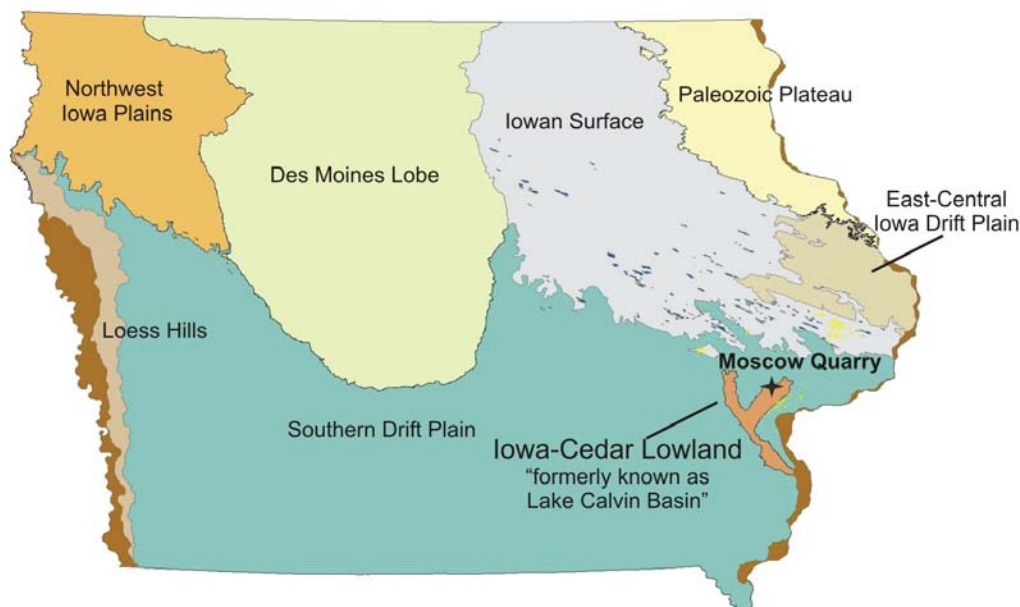 Northwest
Iowa Plains
Des Moines Lobe
Iowan Surface
Paleozoic Plateau
East-Central
Iowa Drift Plain
Loess Hills
Moscow Quarry
Southern Drift Plain
Iowa-Cedar Lowland
“formerly known as
Lake Calvin Basin”